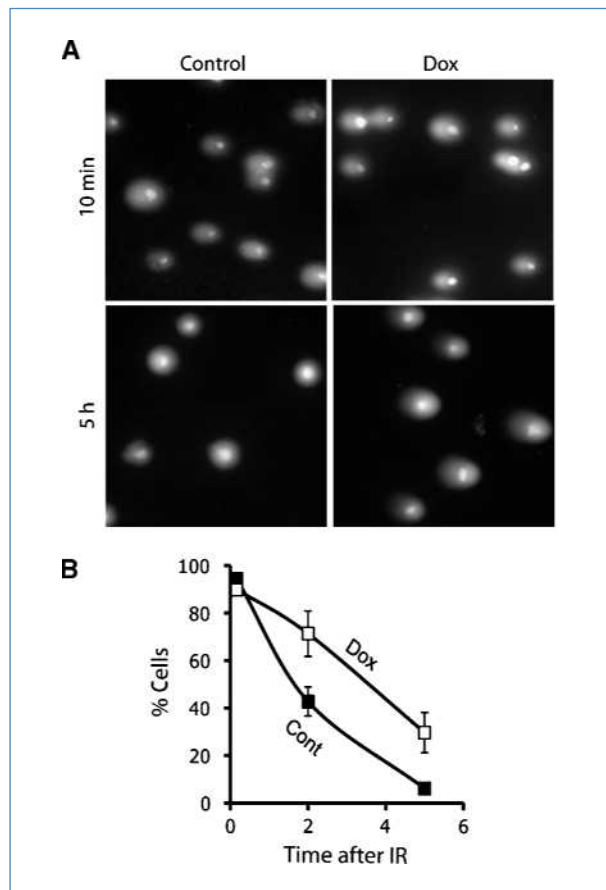 A
Control
Dox
10 min
5 h
B
100
80
60
40
20
0
% Cells
Dox
Cont
0
2
4
6
Time after IR